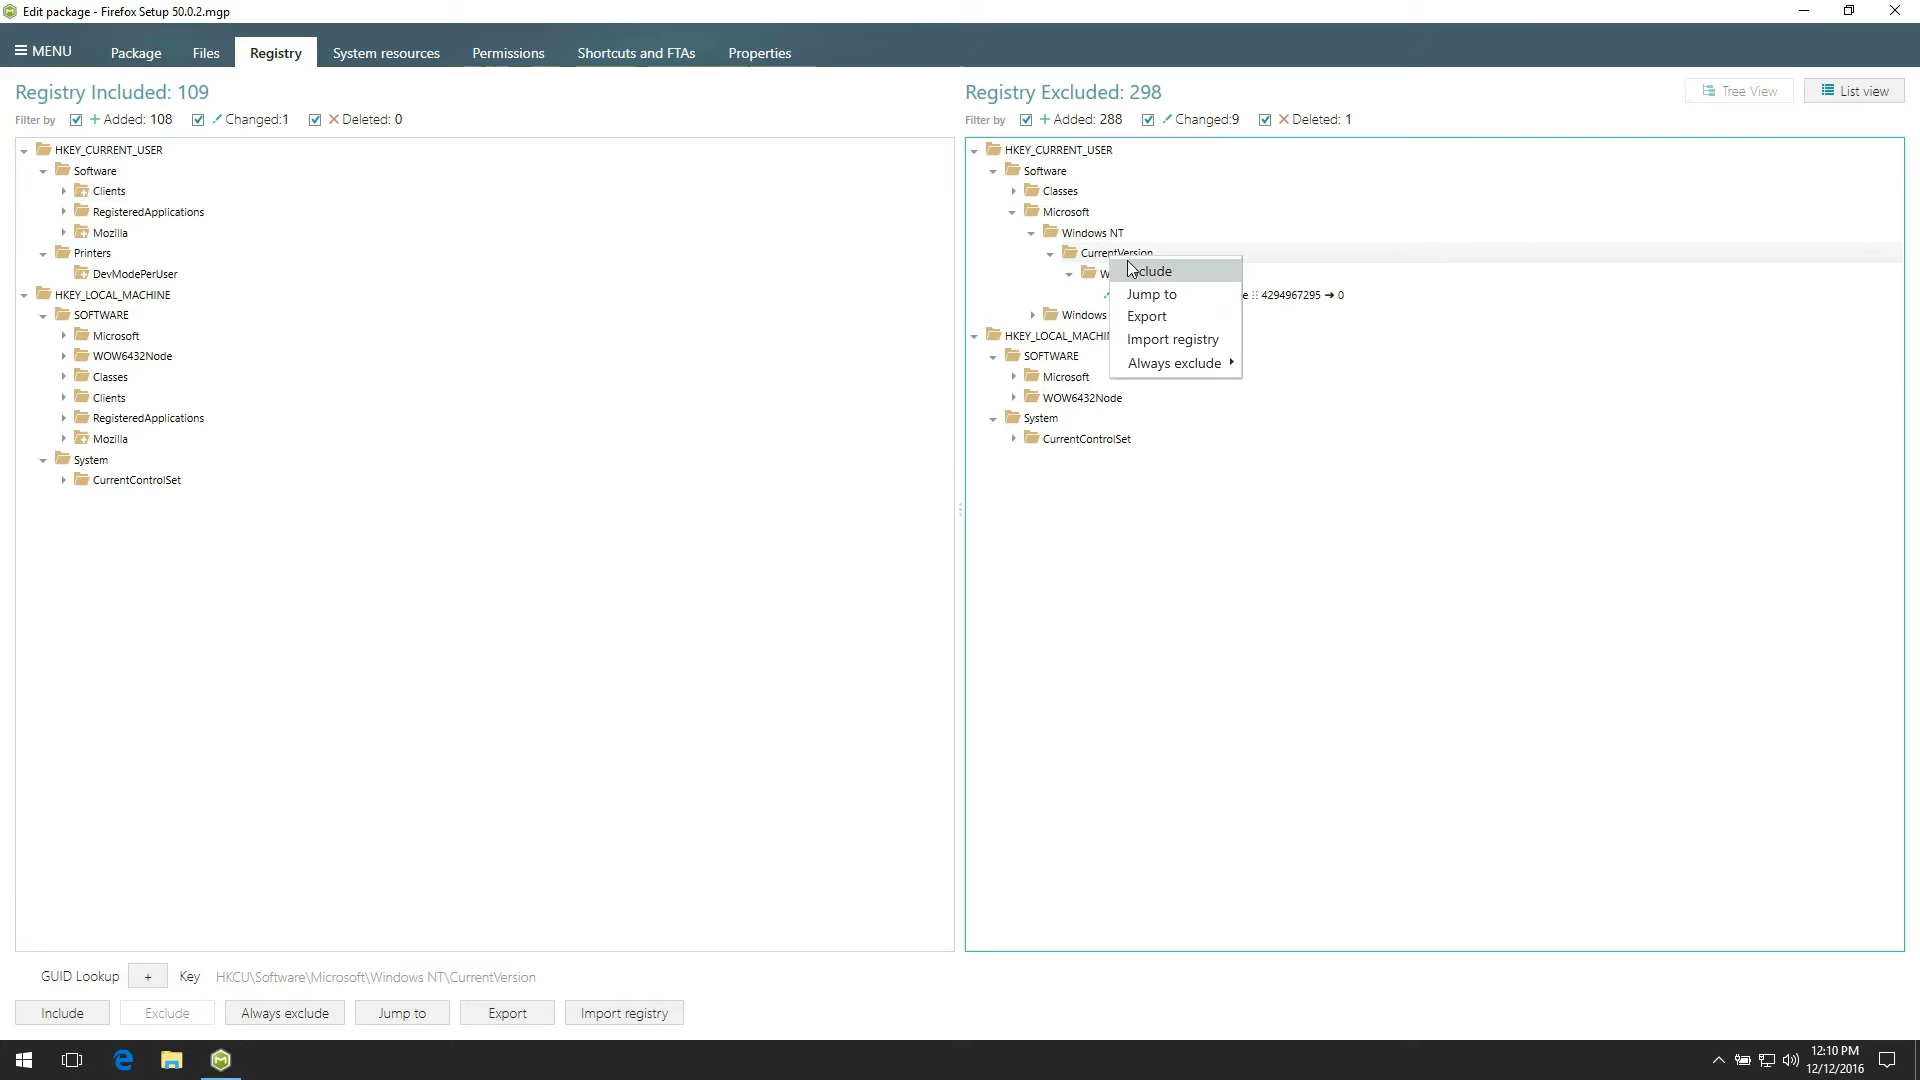 Edit package - Firefox Setup 50.0.2.mgp
MENU
Package
Files
Registry
System resources
Permissions
Shortcuts and FTAs
Properties
Registry Included: 109
Filter by
Added: 108
Changed:1
Deleted: 0
HKEY_CURRENT_USER
Software
Clients
RegisteredApplications
Mozilla
Printers
DevModePerUser
HKEY_LOCAL_MACHINE
SOFTWARE
Microsoft
WOW6432Node
Classes
Clients
RegisteredApplications
Mozilla
System
CurrentControlSet
Registry Excluded: 298
Tree View
List view
Filter by
Added: 288
Changed:9
Deleted: 1
HKEY_CURRENT_USER
Software
Classes
Microsoft
Windows NT
CurrentVersion
W
e :: 4294967295 ➔ 0
Windows
HKEY_LOCAL_MACHI
SOFTWARE
Microsoft
WOW6432Node
System
CurrentControlSet
Include
Jump to
Export
Import registry
Always exclude
GUID Lookup
+
Key
HKCU\Software\Microsoft\Windows NT\CurrentVersion
Include
Exclude
Always exclude
Jump to
Export
Import registry
12:10 PM
12/12/2016